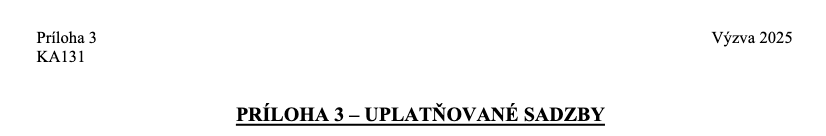 Príloha 3
Výzva 2025
KA131
PRÍLOHA 3 – UPLATŇOVANÉ SADZBY